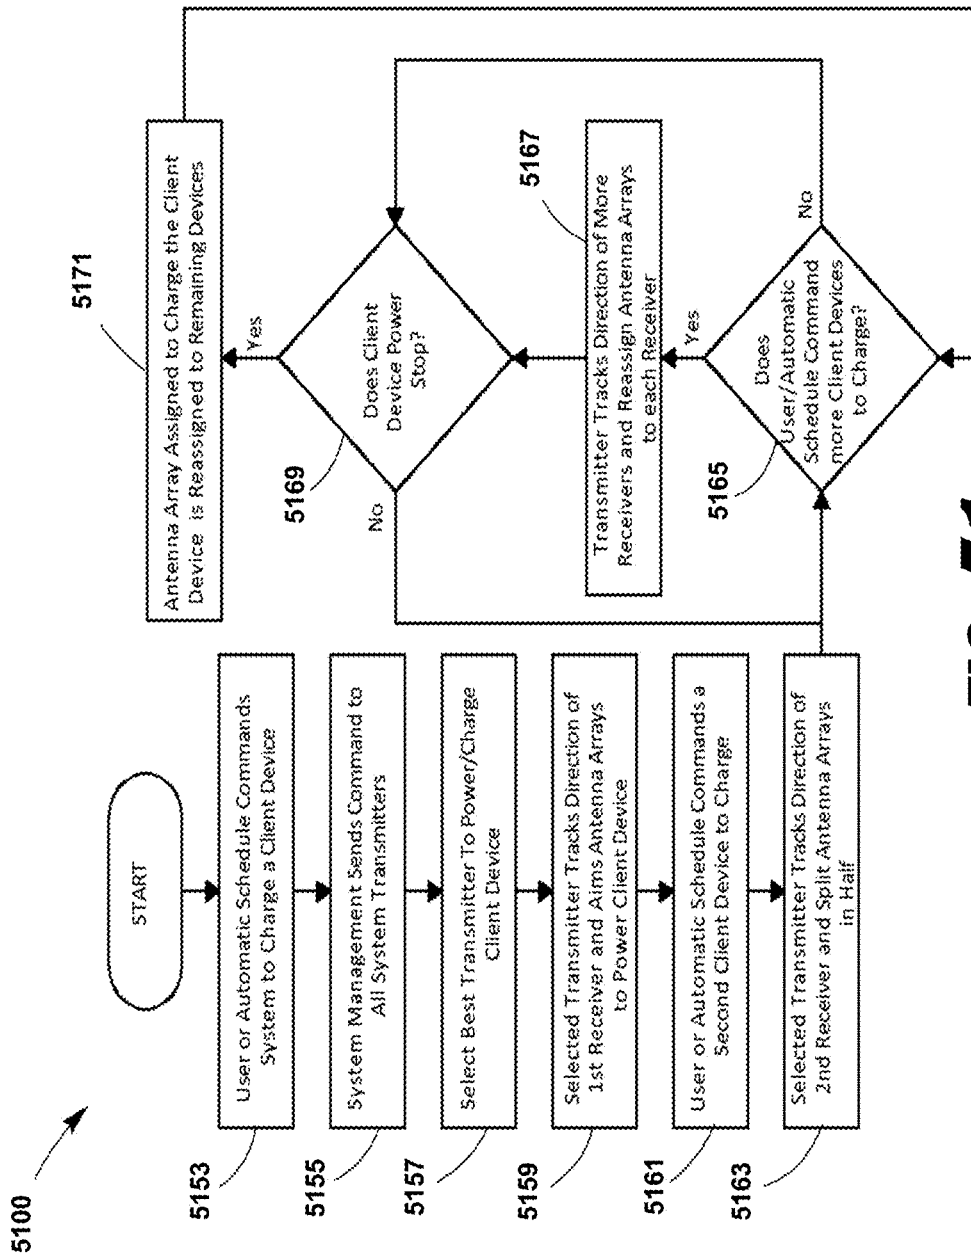 5100
START
5153
User or Automatic Schedule Commands
System to Charge a Client Device
5155
System Management Sends Command to
All System Transmitters
5157
Select Best Transmitter To Power/Charge
Client Device
5159
Selected Transmitter Tracks Direction of
1st Receiver and Aims Antenna Arrays
to Power Client Device
5161
User or Automatic Schedule Commands a
Second Client Device to Charge
5163
Selected Transmitter Tracks Direction of
2nd Receiver and Split Antenna Arrays
in Half
5171
Antenna Array Assigned to Charge the Client
Device is Reassigned to Remaining Devices
Yes
5169
Does Client
Device Power
Stop?
No
5167
Transmitter Tracks Direction of More
Receivers and Reassign Antenna Arrays
to each Receiver
Yes
5165
Does
User/Automatic
Schedule Command
more Client Devices
to Charge?
No